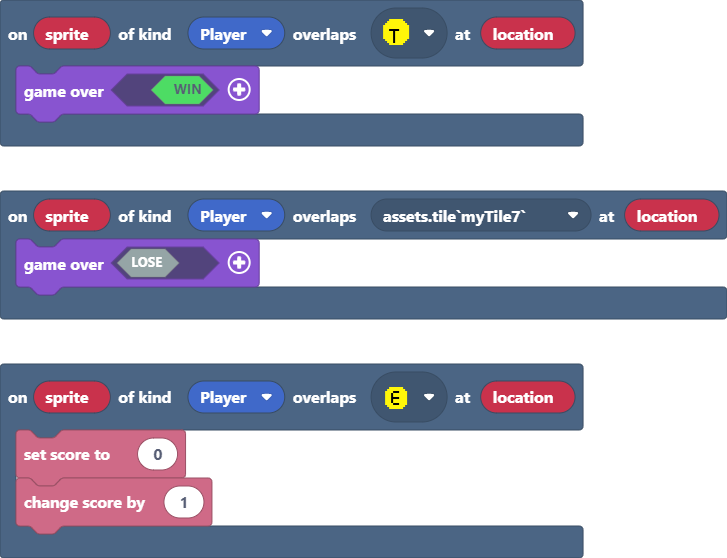 on sprite of kind Player overlaps T at location
game over WIN
on sprite of kind Player overlaps assets.tile`myTile7` at location
game over LOSE
on sprite of kind Player overlaps E at location
set score to 0
change score by 1